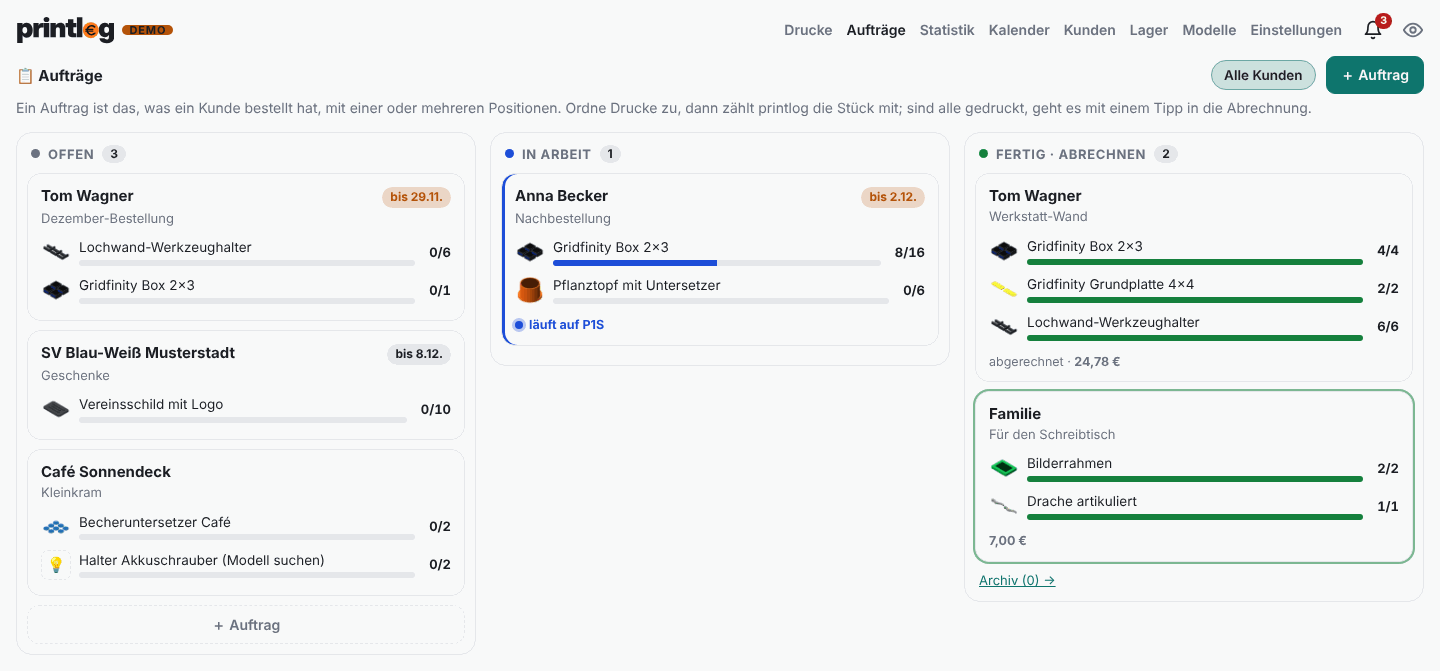 printl€g DEMO
Drucke Aufträge Statistik Kalender Kunden Lager Modelle Einstellungen 3
📋 Aufträge
Alle Kunden
+ Auftrag
Ein Auftrag ist das, was ein Kunde bestellt hat, mit einer oder mehreren Positionen. Ordne Drucke zu, dann zählt printlog die Stück mit; sind alle gedruckt, geht es mit einem Tipp in die Abrechnung.
OFFEN 3
Tom Wagner bis 29.11.
Dezember-Bestellung
Lochwand-Werkzeughalter 0/6
Gridfinity Box 2×3 0/1
SV Blau-Weiß Musterstadt bis 8.12.
Geschenke
Vereinsschild mit Logo 0/10
Café Sonnendeck
Kleinkram
Becheruntersetzer Café 0/2
💡 Halter Akkuschrauber (Modell suchen) 0/2
+ Auftrag
IN ARBEIT 1
Anna Becker bis 2.12.
Nachbestellung
Gridfinity Box 2×3 8/16
Pflanztopf mit Untersetzer 0/6
läuft auf P1S
FERTIG · ABRECHNEN 2
Tom Wagner
Werkstatt-Wand
Gridfinity Box 2×3 4/4
Gridfinity Grundplatte 4×4 2/2
Lochwand-Werkzeughalter 6/6
abgerechnet · 24,78 €
Familie
Für den Schreibtisch
Bilderrahmen 2/2
Drache artikuliert 1/1
7,00 €
Archiv (0) →